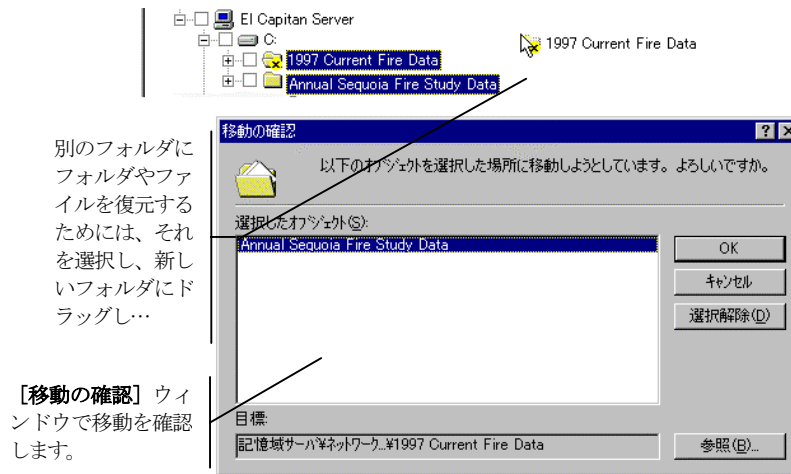 El Capitan Server
C:
1997 Current Fire Data
Annual Sequoia Fire Study Data
1997 Current Fire Data
別のフォルダに
フォルダやファ
イルを復元する
ためには、それ
を選択し、新し
いフォルダにド
ラッグし…
[移動の確認] ウィ
ンドウで移動を確認
します。
移動の確認
以下のオブジェクトを選択した場所に移動しようとしています。よろしいですか。
選択したオブジェクト(S):
Annual Sequoia Fire Study Data
OK
キャンセル
選択解除(D)
目標:
記憶域サーバ¥ネットワーク...¥1997 Current Fire Data
参照(B)...